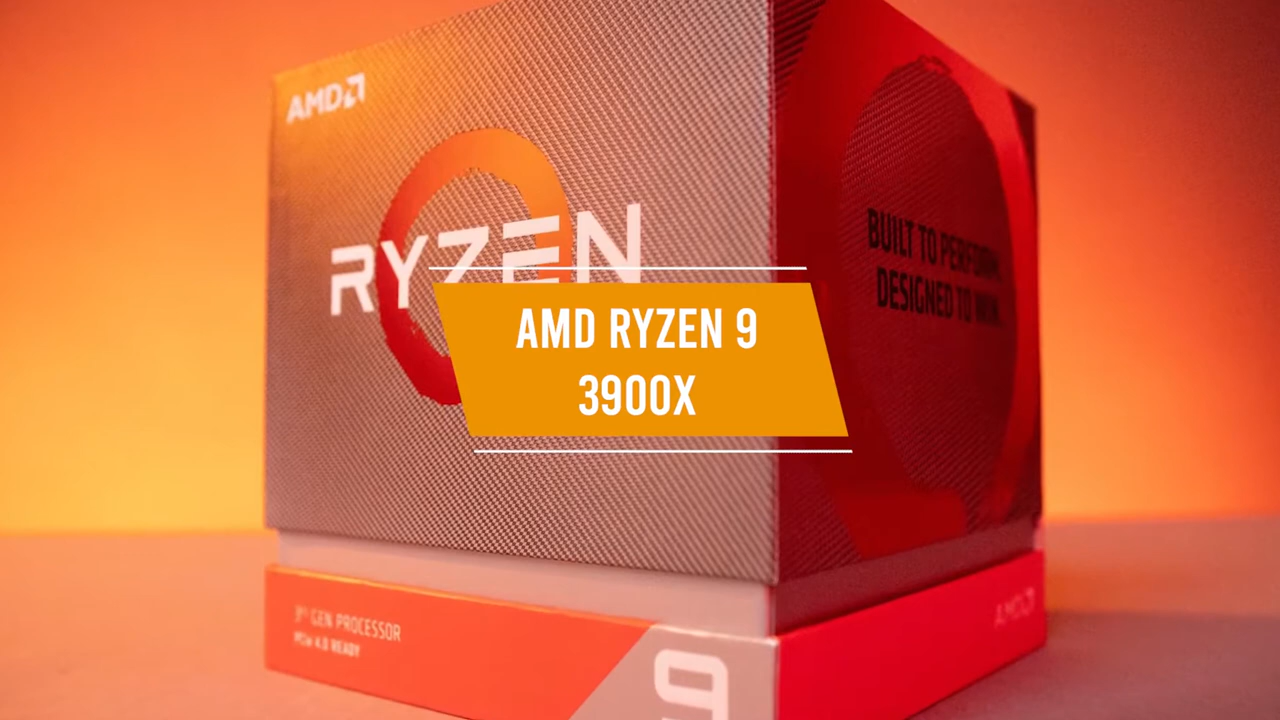 AMD
RYZEN
BUILT TO PERFORM.
DESIGNED TO WIN.
AMD RYZEN 9
3900X
3RD GEN PROCESSOR
PCIe 4.0 READY
AMD
9